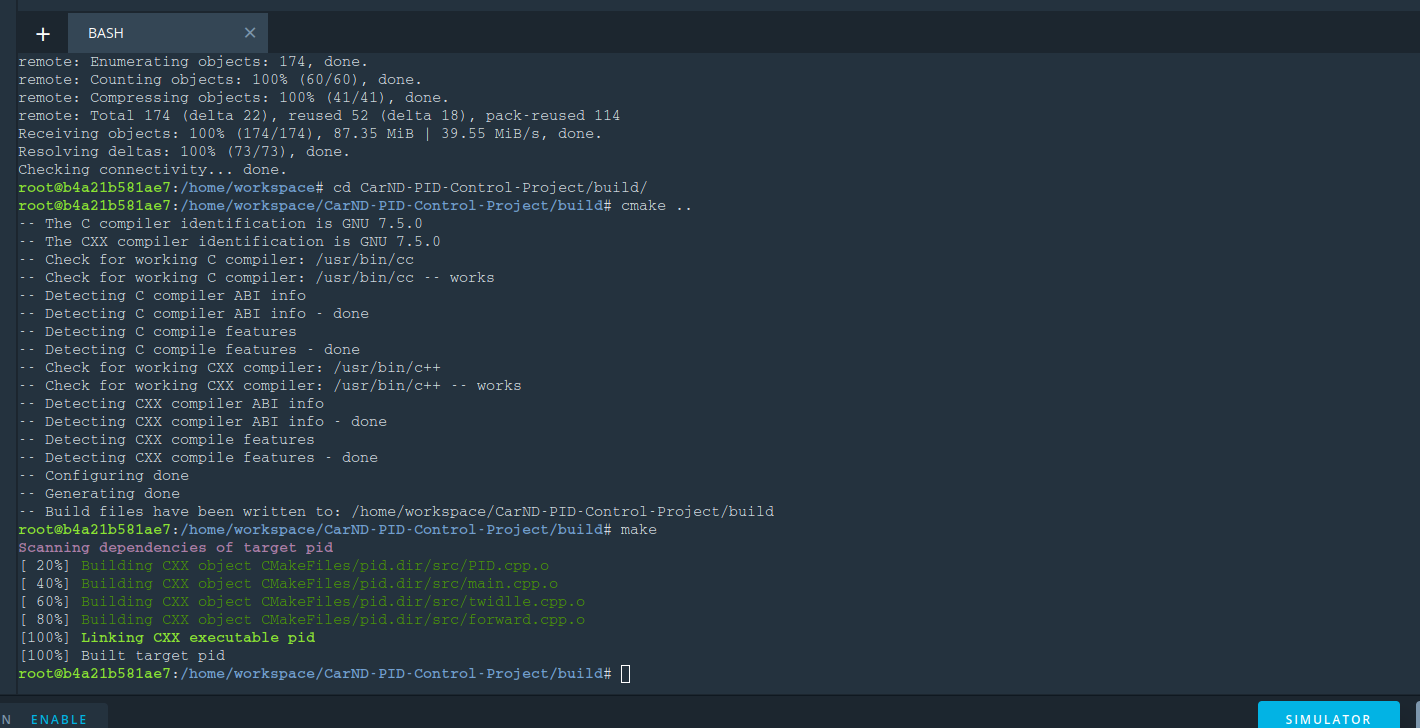 + BASH ×
remote: Enumerating objects: 174, done.
remote: Counting objects: 100% (60/60), done.
remote: Compressing objects: 100% (41/41), done.
remote: Total 174 (delta 22), reused 52 (delta 18), pack-reused 114
Receiving objects: 100% (174/174), 87.35 MiB | 39.55 MiB/s, done.
Resolving deltas: 100% (73/73), done.
Checking connectivity... done.
root@b4a21b581ae7:/home/workspace# cd CarND-PID-Control-Project/build/
root@b4a21b581ae7:/home/workspace/CarND-PID-Control-Project/build# cmake ..
-- The C compiler identification is GNU 7.5.0
-- The CXX compiler identification is GNU 7.5.0
-- Check for working C compiler: /usr/bin/cc
-- Check for working C compiler: /usr/bin/cc -- works
-- Detecting C compiler ABI info
-- Detecting C compiler ABI info - done
-- Detecting C compile features
-- Detecting C compile features - done
-- Check for working CXX compiler: /usr/bin/c++
-- Check for working CXX compiler: /usr/bin/c++ -- works
-- Detecting CXX compiler ABI info
-- Detecting CXX compiler ABI info - done
-- Detecting CXX compile features
-- Detecting CXX compile features - done
-- Configuring done
-- Generating done
-- Build files have been written to: /home/workspace/CarND-PID-Control-Project/build
root@b4a21b581ae7:/home/workspace/CarND-PID-Control-Project/build# make
Scanning dependencies of target pid
[ 20%] Building CXX object CMakeFiles/pid.dir/src/PID.cpp.o
[ 40%] Building CXX object CMakeFiles/pid.dir/src/main.cpp.o
[ 60%] Building CXX object CMakeFiles/pid.dir/src/twidlle.cpp.o
[ 80%] Building CXX object CMakeFiles/pid.dir/src/forward.cpp.o
[100%] Linking CXX executable pid
[100%] Built target pid
root@b4a21b581ae7:/home/workspace/CarND-PID-Control-Project/build#
N ENABLE SIMULATOR